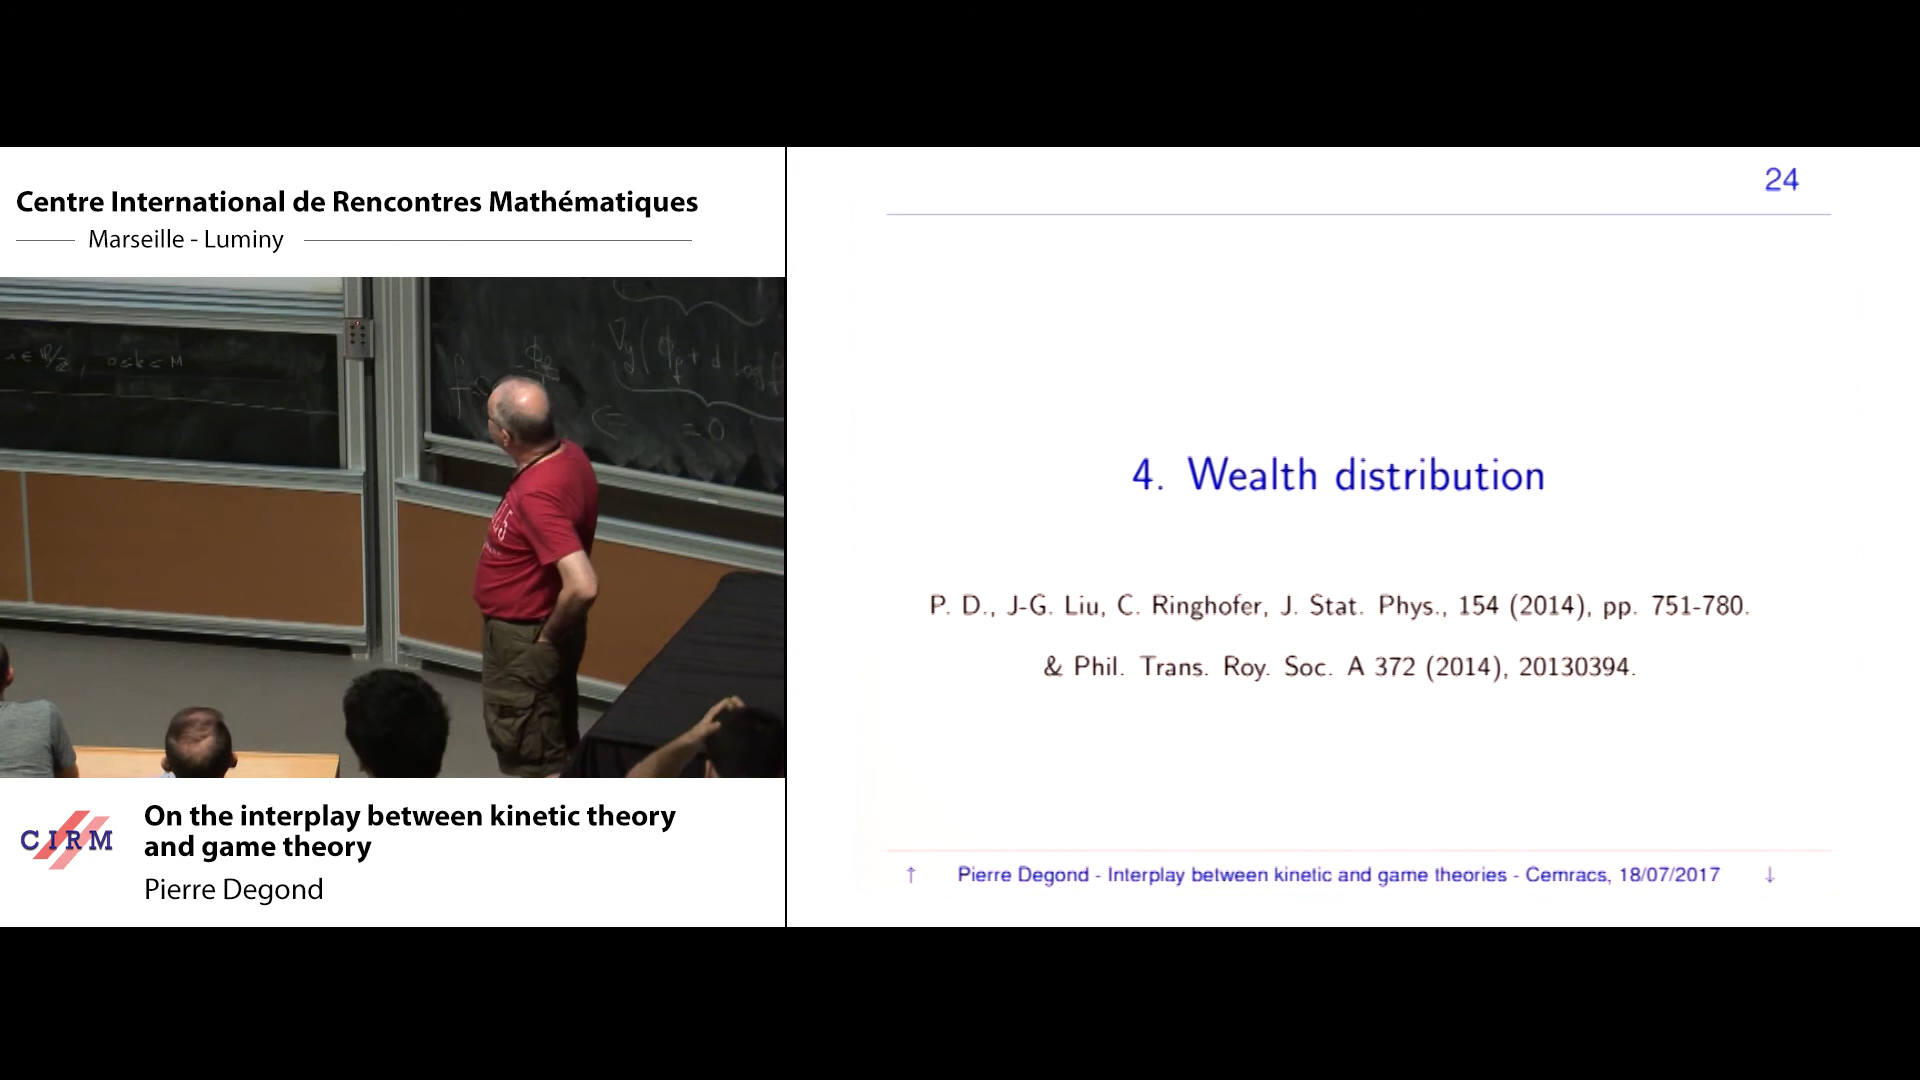 Centre International de Rencontres Mathématiques
Marseille - Luminy
CIRM
On the interplay between kinetic theory
and game theory
Pierre Degond
24
4. Wealth distribution
P. D., J-G. Liu, C. Ringhofer, J. Stat. Phys., 154 (2014), pp. 751-780.
& Phil. Trans. Roy. Soc. A 372 (2014), 20130394.
↑ Pierre Degond - Interplay between kinetic and game theories - Cemracs, 18/07/2017 ↓